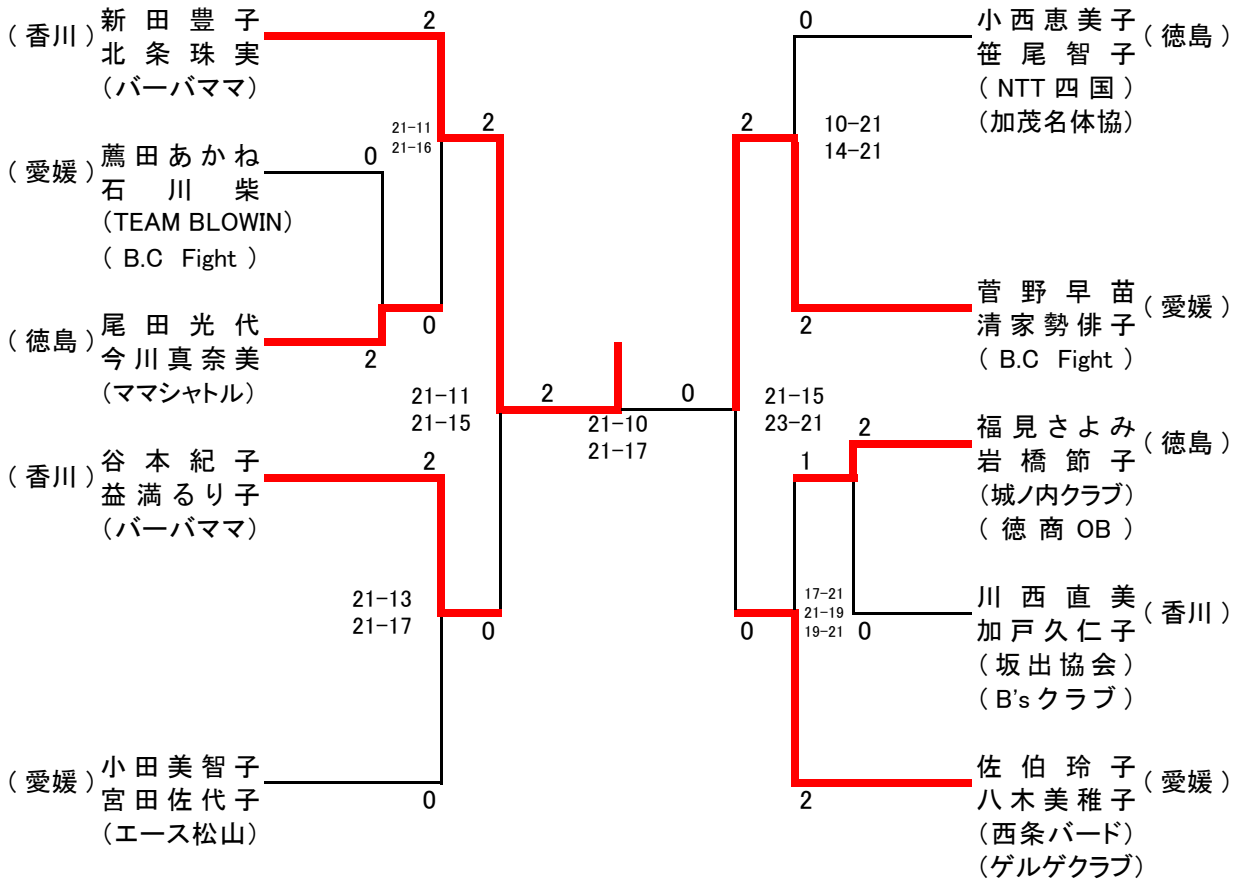 新田豊子
(香川)
北条珠実
(バーバママ)
2
21-11
21-16
2
薦田あかね
(愛媛)
石川柴
(TEAM BLOWIN)
(B.C Fight)
0
尾田光代
(徳島)
今川真奈美
(ママシャトル)
2
0
21-11
21-15
2
谷本紀子
(香川)
益満るり子
(バーバママ)
2
21-13
21-17
0
小田美智子
(愛媛)
宮田佐代子
(エース松山)
0
21-10
21-17
0
小西恵美子
(徳島)
笹尾智子
(NTT四国)
(加茂名体協)
0
2
10-21
14-21
菅野早苗
(愛媛)
清家勢俳子
(B.C Fight)
2
21-15
23-21
福見さよみ
(徳島)
岩橋節子
(城ノ内クラブ)
(徳商OB)
2
1
川西直美
(香川)
加戸久仁子
(坂出協会)
(B'sクラブ)
0
17-21
21-19
19-21
0
佐伯玲子
(愛媛)
八木美稚子
(西条バード)
(ゲルゲクラブ)
2